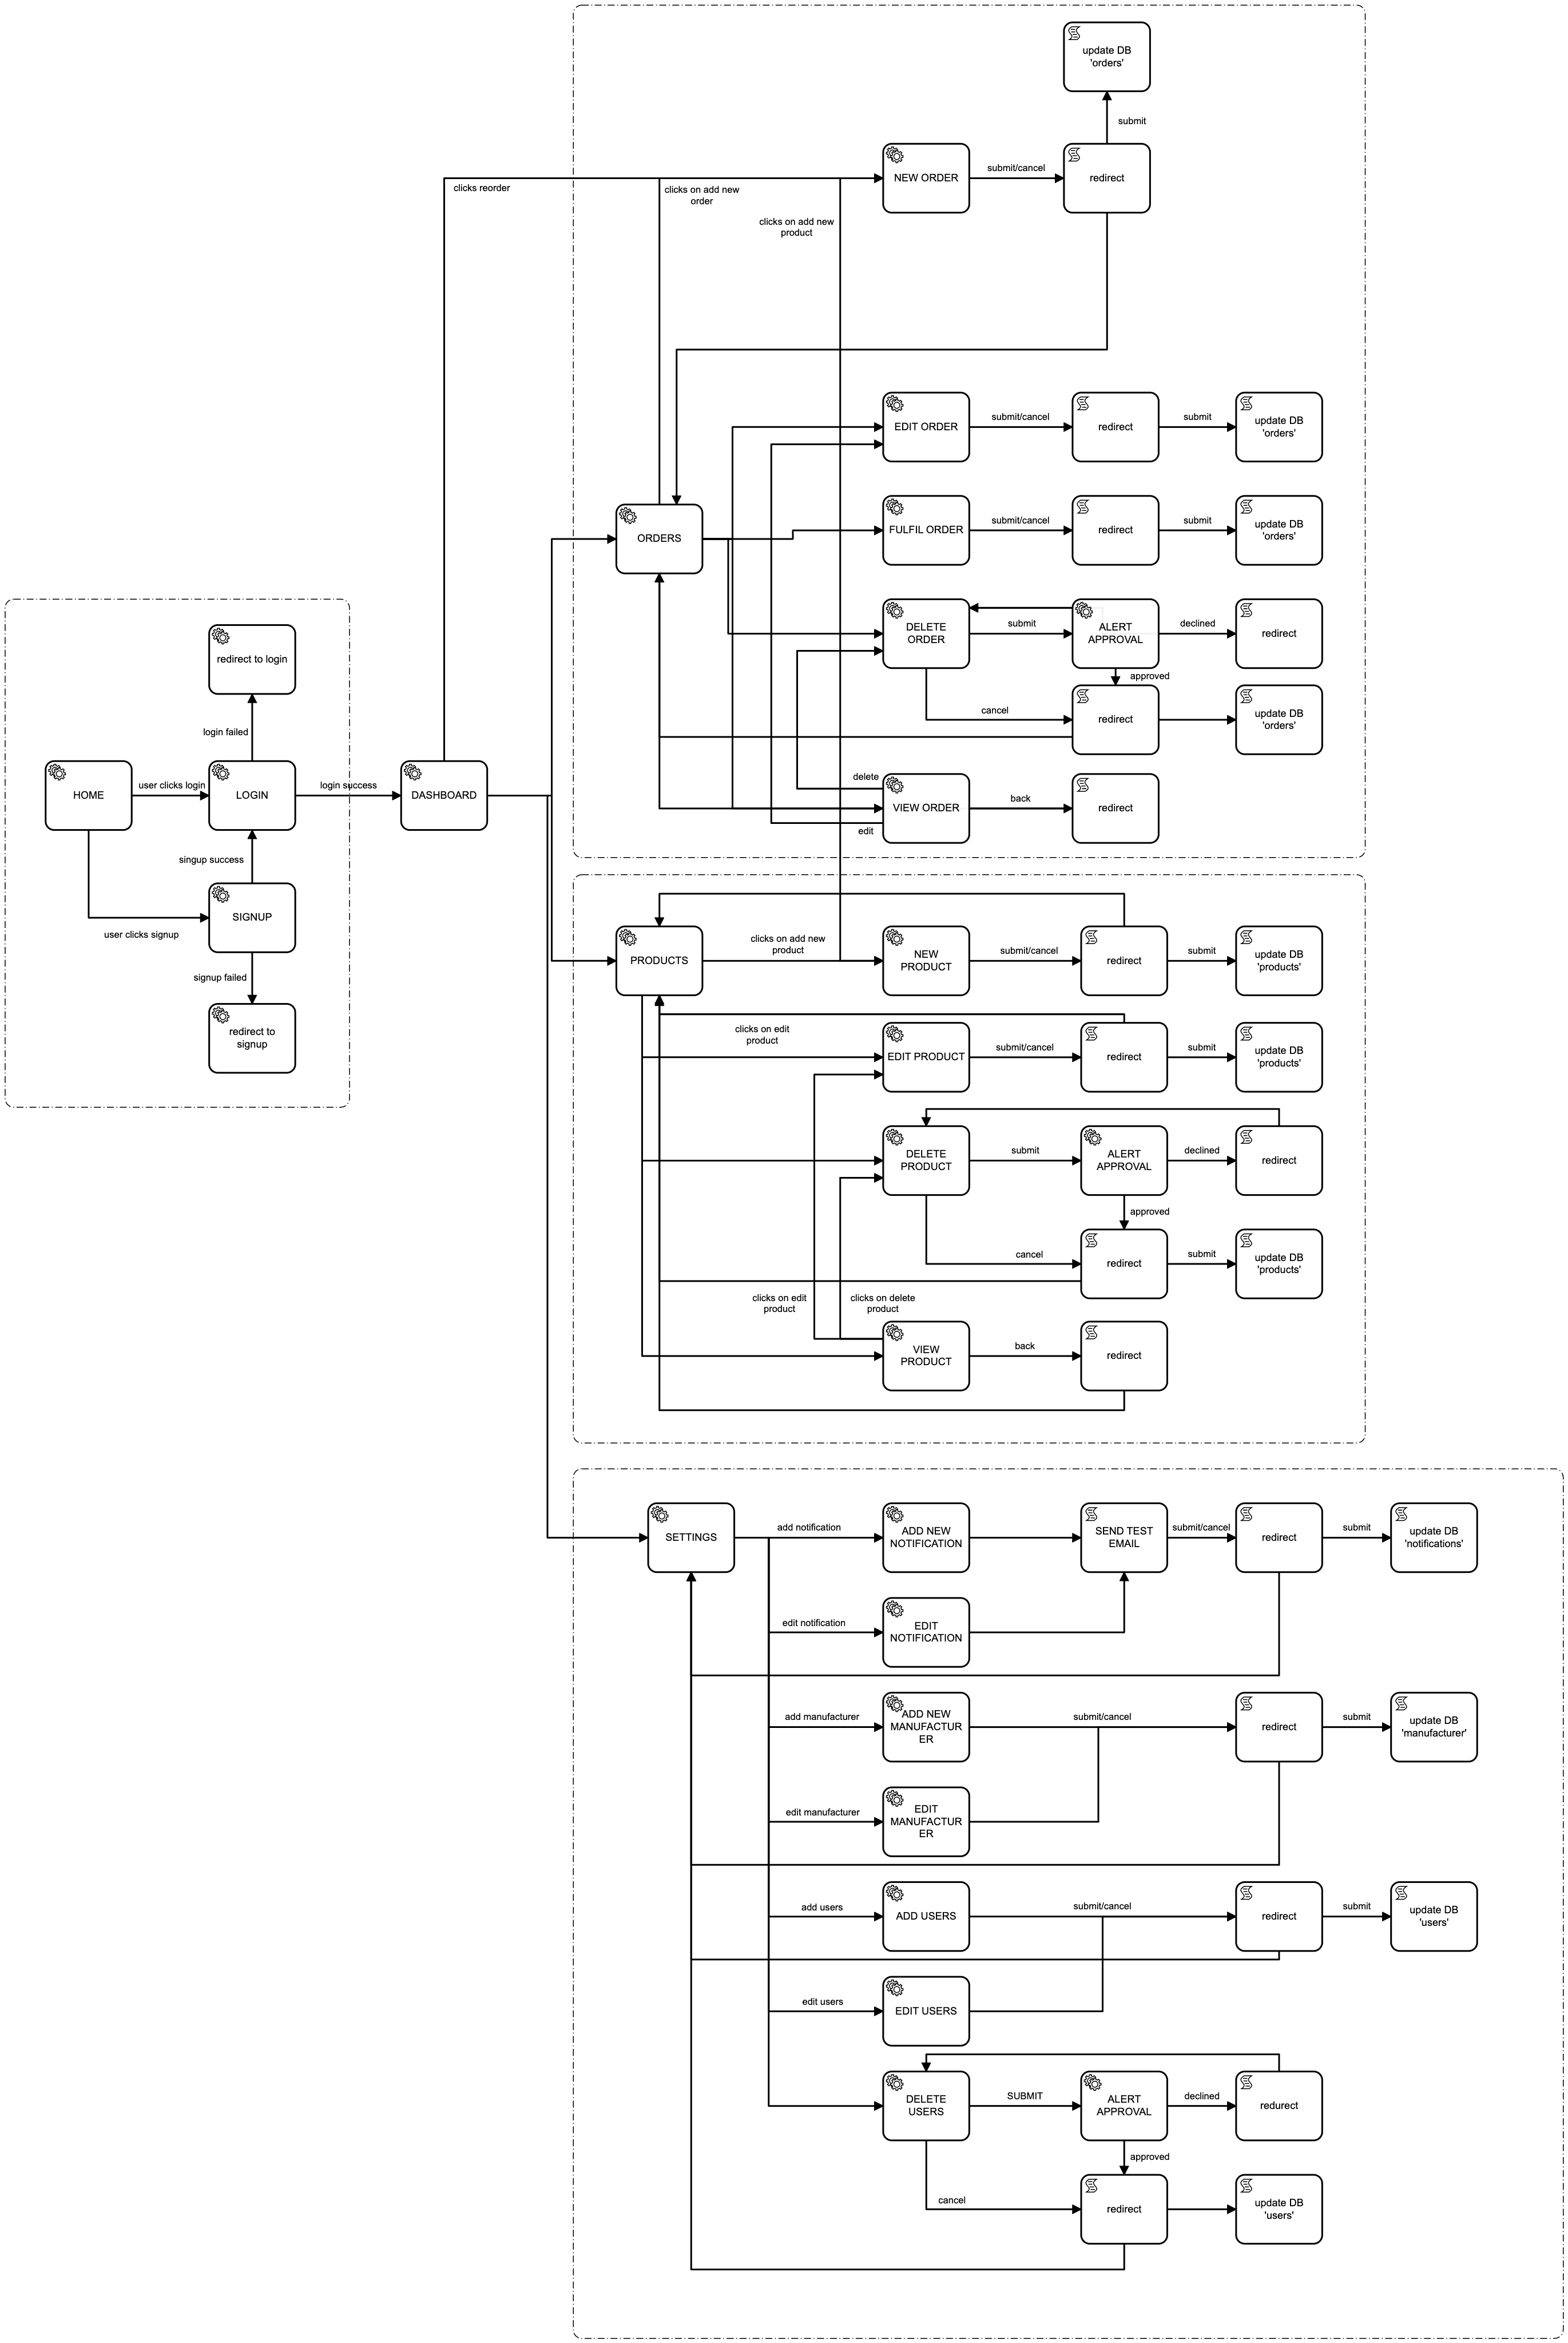 update DB
'orders'
submit
NEW ORDER
submit/cancel
redirect
clicks reorder
clicks on add new
order
clicks on add new
product
EDIT ORDER
submit/cancel
redirect
submit
update DB
'orders'
ORDERS
FULFIL ORDER
submit/cancel
redirect
submit
update DB
'orders'
DELETE
ORDER
submit
ALERT
APPROVAL
declined
redirect
approved
cancel
redirect
update DB
'orders'
delete
VIEW ORDER
back
redirect
edit
redirect to login
login failed
HOME
user clicks login
LOGIN
login success
DASHBOARD
singup success
SIGNUP
user clicks signup
signup failed
redirect to
signup
PRODUCTS
clicks on add new
product
NEW
PRODUCT
submit/cancel
redirect
submit
update DB
'products'
clicks on edit
product
EDIT PRODUCT
submit/cancel
redirect
submit
update DB
'products'
DELETE
PRODUCT
submit
ALERT
APPROVAL
declined
redirect
approved
cancel
redirect
submit
update DB
'products'
clicks on edit
product
clicks on delete
product
VIEW
PRODUCT
back
redirect
SETTINGS
add notification
ADD NEW
NOTIFICATION
SEND TEST
EMAIL
submit/cancel
redirect
submit
update DB
'notifications'
edit notification
EDIT
NOTIFICATION
add manufacturer
ADD NEW
MANUFACTUR
ER
submit/cancel
redirect
submit
update DB
'manufacturer'
edit manufacturer
EDIT
MANUFACTUR
ER
add users
ADD USERS
submit/cancel
redirect
submit
update DB
'users'
edit users
EDIT USERS
DELETE
USERS
SUBMIT
ALERT
APPROVAL
declined
redurect
approved
cancel
redirect
update DB
'users'